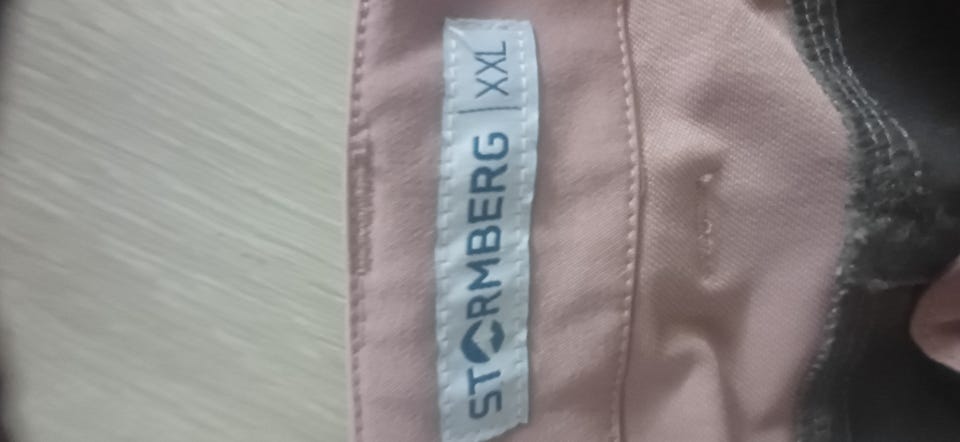 STORMBERG | XXL